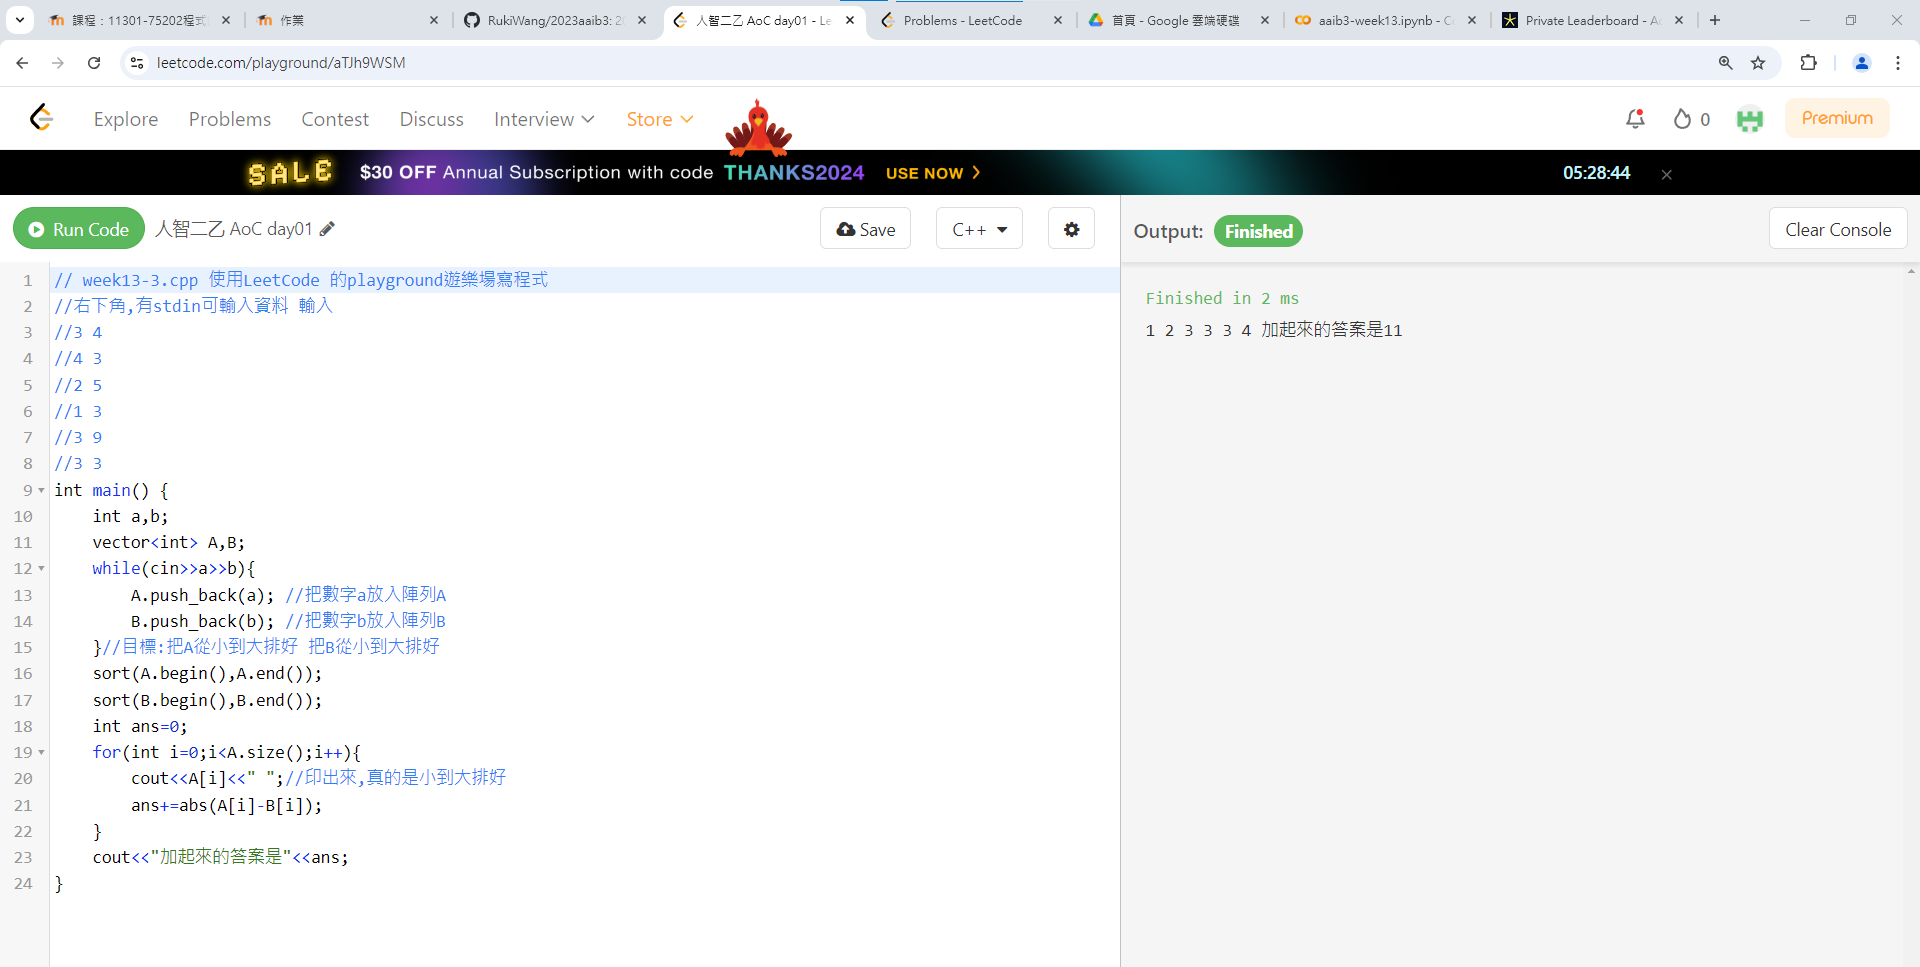 課程：11301-75202程式
作業
RukiWang/2023aaib3: 20
人智二乙 AoC day01 - Le
Problems - LeetCode
首頁 - Google 雲端硬碟
aaib3-week13.ipynb - Co
Private Leaderboard - Ad
leetcode.com/playground/aTJh9WSM
Explore Problems Contest Discuss Interview Store 0 Premium
SALE $30 OFF Annual Subscription with code THANKS2024 USE NOW 05:28:44
Run Code 人智二乙 AoC day01 Save C++ Output: Finished Clear Console
1 // week13-3.cpp 使用LeetCode 的playground遊樂場寫程式
2 //右下角,有stdin可輸入資料 輸入
3 //3 4
4 //4 3
5 //2 5
6 //1 3
7 //3 9
8 //3 3
9 int main() {
10 int a,b;
11 vector<int> A,B;
12 while(cin>>a>>b){
13 A.push_back(a); //把數字a放入陣列A
14 B.push_back(b); //把數字b放入陣列B
15 }//目標:把A從小到大排好 把B從小到大排好
16 sort(A.begin(),A.end());
17 sort(B.begin(),B.end());
18 int ans=0;
19 for(int i=0;i<A.size();i++){
20 cout<<A[i]<<" ";//印出來,真的是小到大排好
21 ans+=abs(A[i]-B[i]);
22 }
23 cout<<"加起來的答案是"<<ans;
24 }
Finished in 2 ms
1 2 3 3 3 4 加起來的答案是11